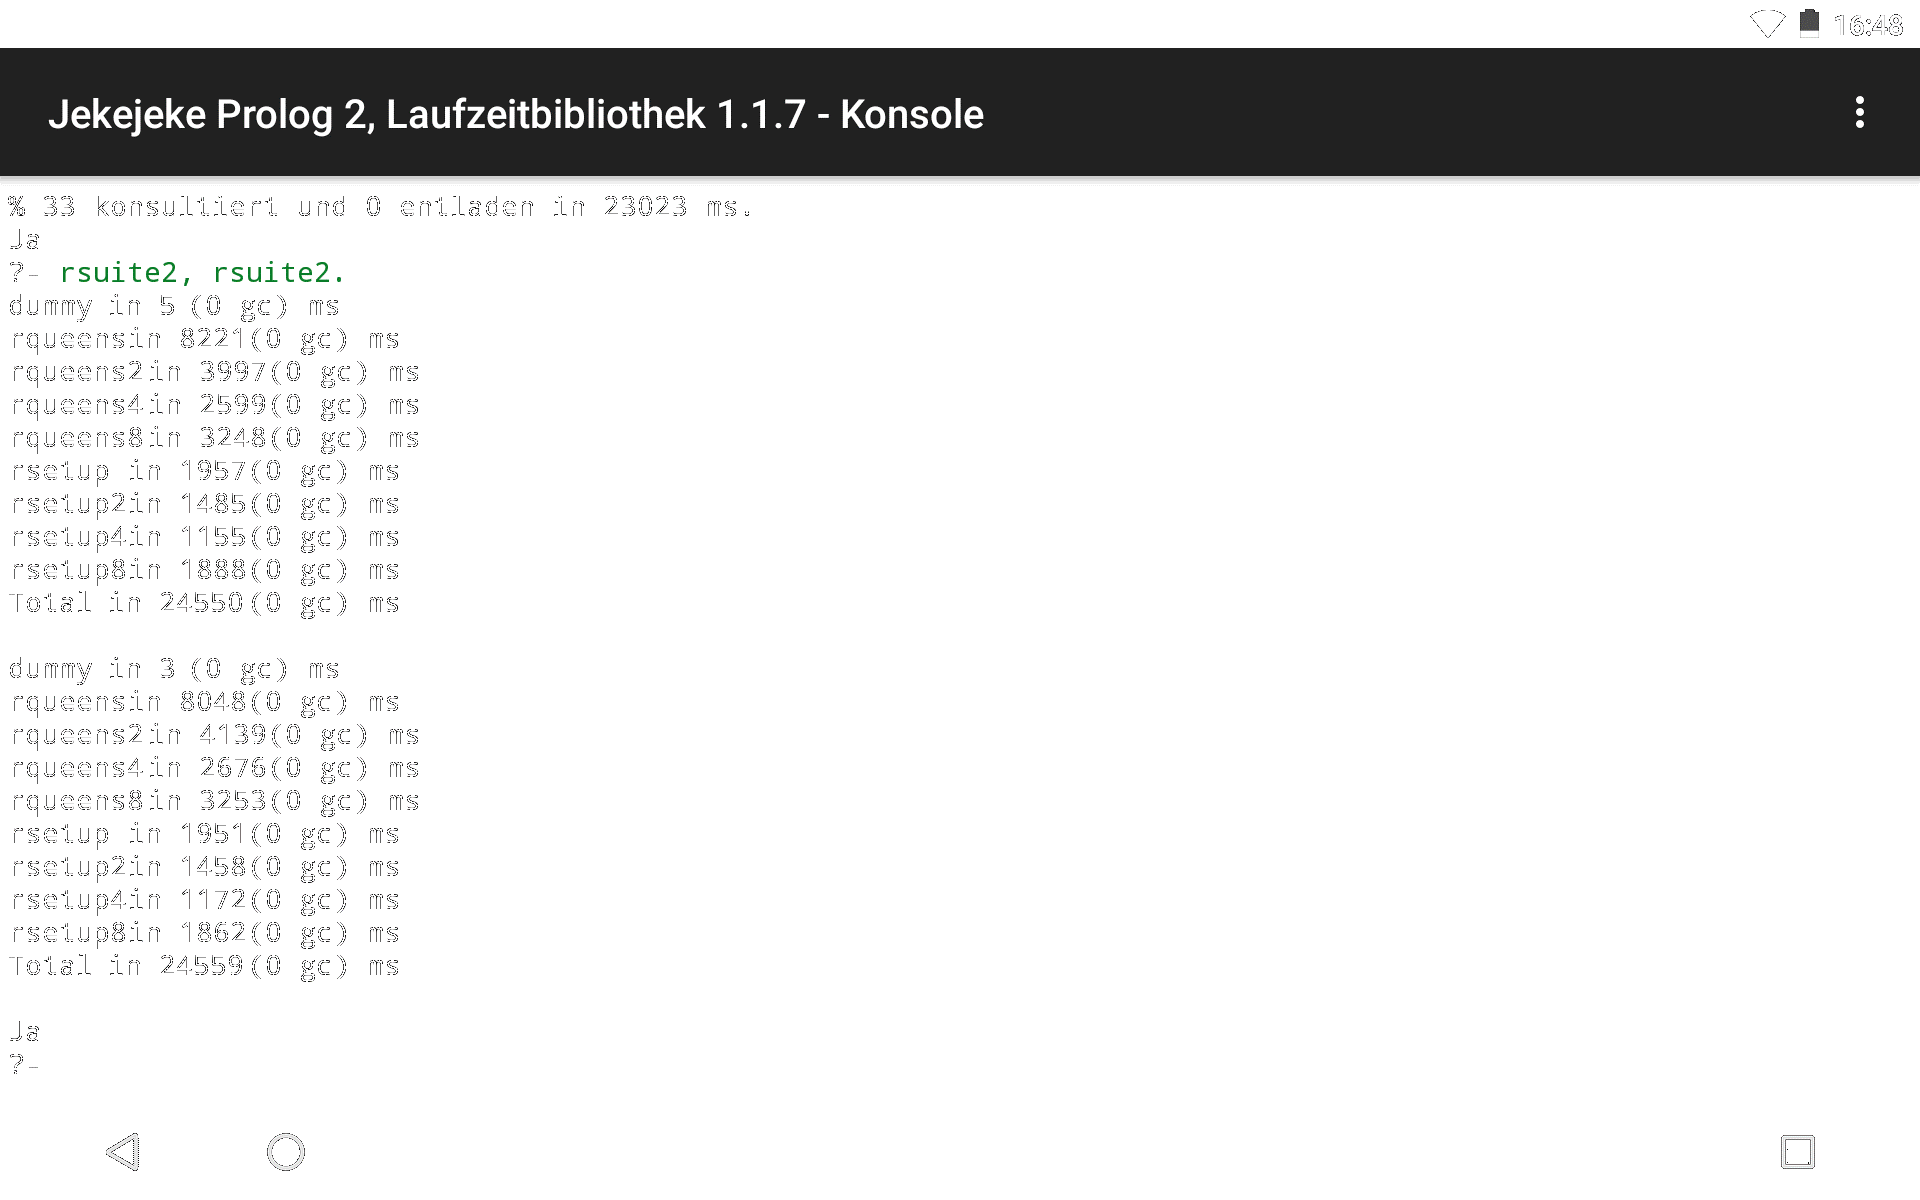 16:48
Jekejeke Prolog 2, Laufzeitbibliothek 1.1.7 - Konsole
% 33 konsultiert und 0 entladen in 23023 ms.
Ja
?- rsuite2, rsuite2.
dummy in 5 (0 gc) ms
rqueensin 8221(0 gc) ms
rqueens2in 3997(0 gc) ms
rqueens4in 2599(0 gc) ms
rqueens8in 3248(0 gc) ms
rsetup in 1957(0 gc) ms
rsetup2in 1485(0 gc) ms
rsetup4in 1155(0 gc) ms
rsetup8in 1888(0 gc) ms
Total in 24550(0 gc) ms
dummy in 3 (0 gc) ms
rqueensin 8048(0 gc) ms
rqueens2in 4139(0 gc) ms
rqueens4in 2676(0 gc) ms
rqueens8in 3253(0 gc) ms
rsetup in 1951(0 gc) ms
rsetup2in 1458(0 gc) ms
rsetup4in 1172(0 gc) ms
rsetup8in 1862(0 gc) ms
Total in 24559(0 gc) ms
Ja
?-